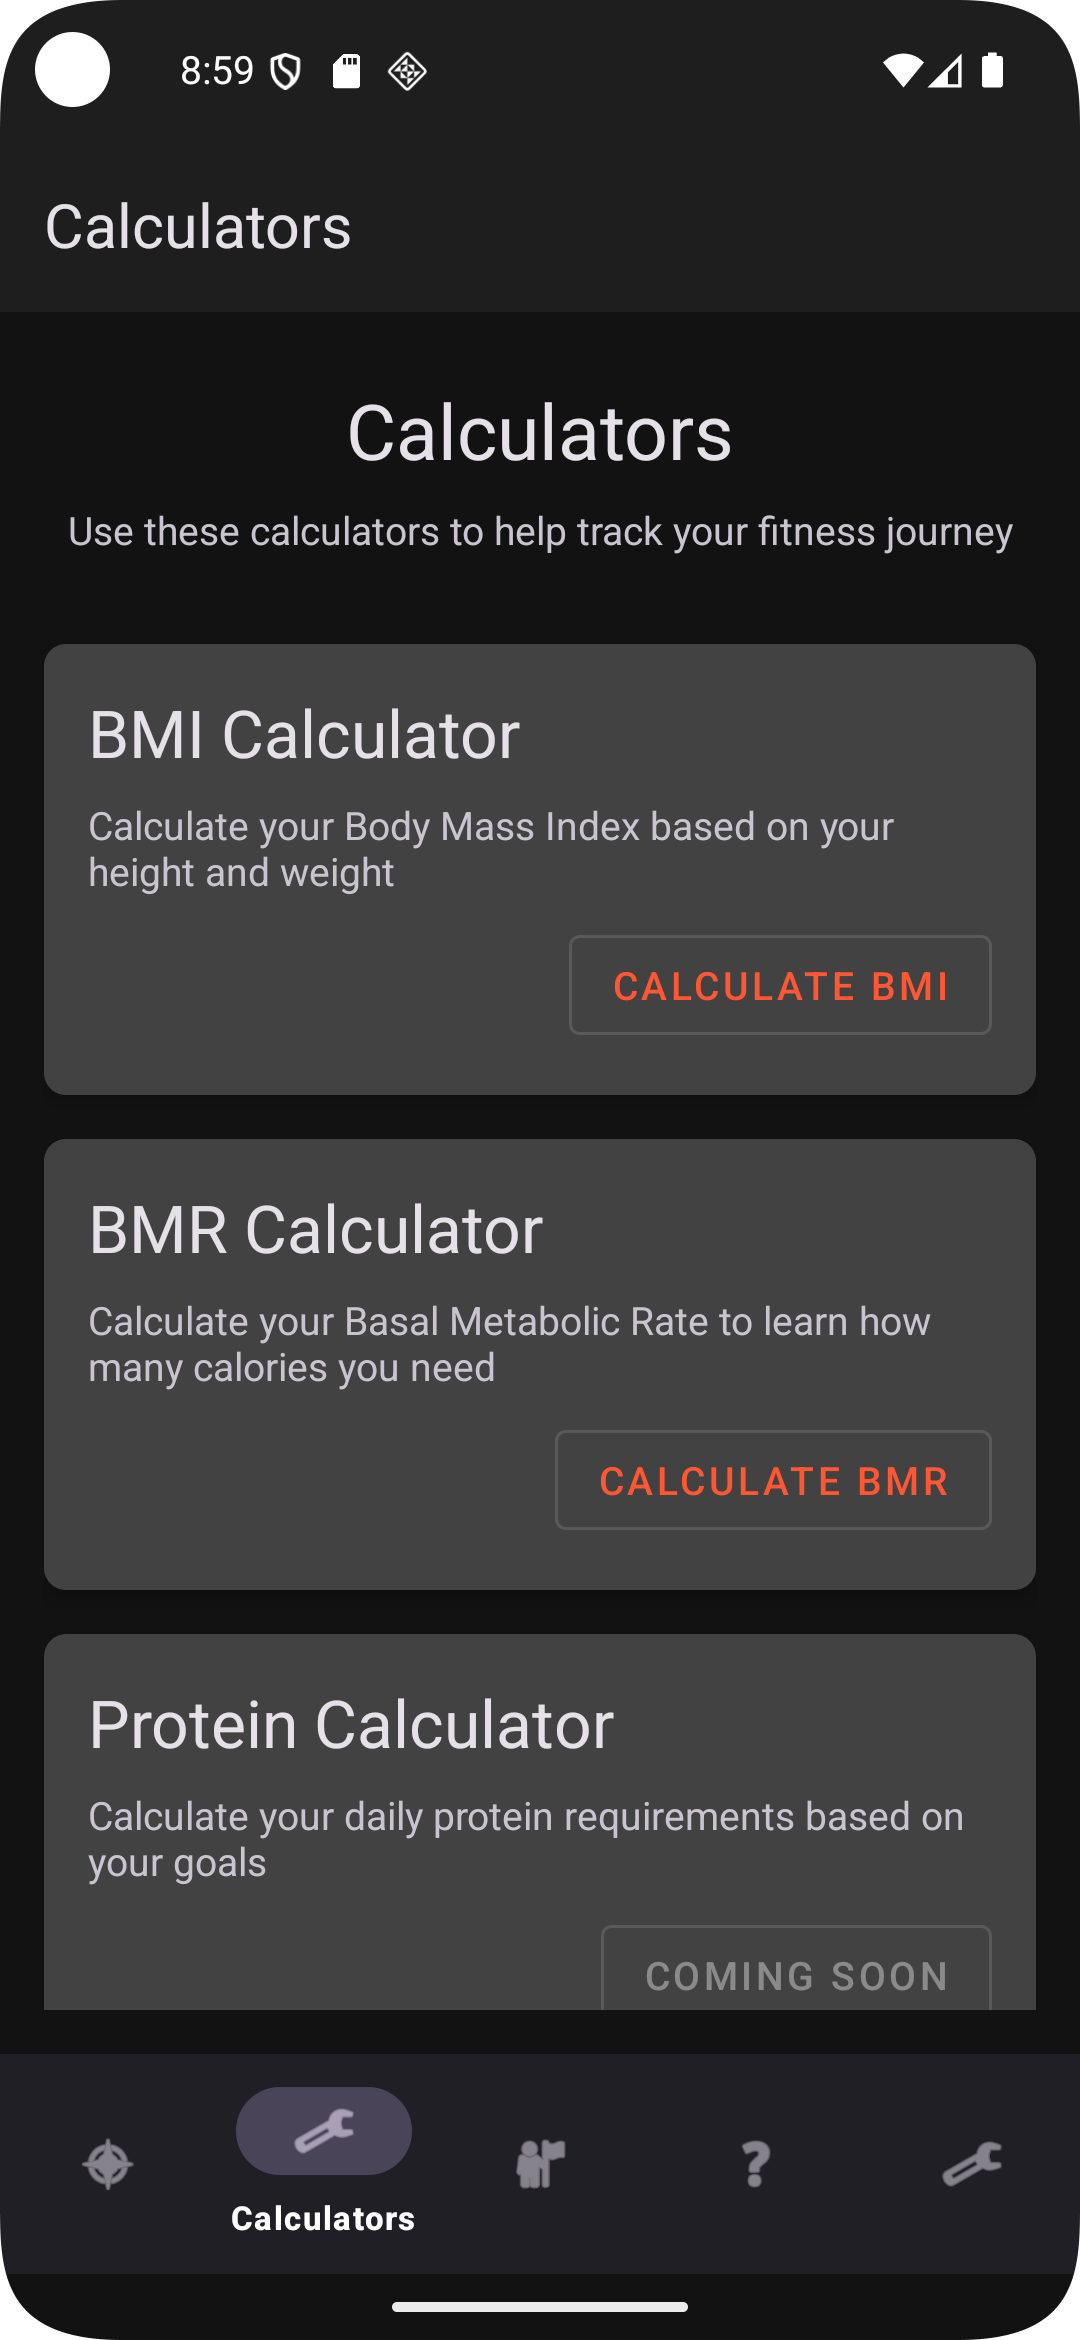 8:59
Calculators
Calculators
Use these calculators to help track your fitness journey
BMI Calculator
Calculate your Body Mass Index based on your
height and weight
CALCULATE BMI
BMR Calculator
Calculate your Basal Metabolic Rate to learn how
many calories you need
CALCULATE BMR
Protein Calculator
Calculate your daily protein requirements based on
your goals
COMING SOON
Calculators